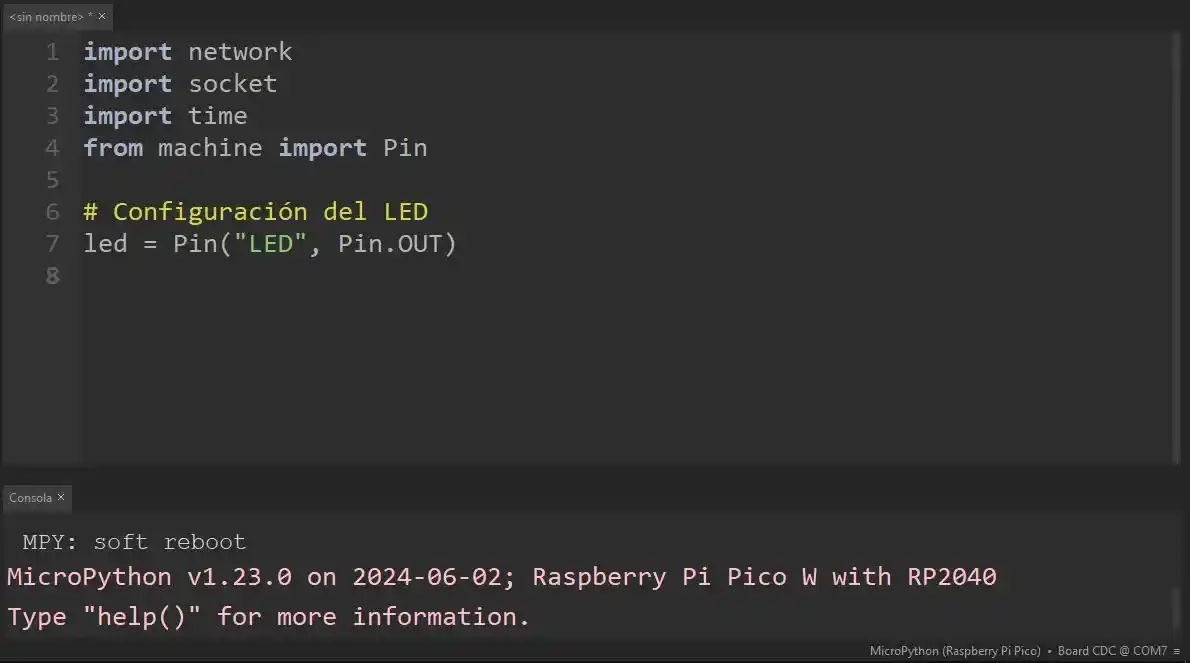 <sin nombre> * ×
1 import network
2 import socket
3 import time
4 from machine import Pin
5
6 # Configuración del LED
7 led = Pin("LED", Pin.OUT)
8
Consola ×
MPY: soft reboot
MicroPython v1.23.0 on 2024-06-02; Raspberry Pi Pico W with RP2040
Type "help()" for more information.
MicroPython (Raspberry Pi Pico) • Board CDC @ COM7 ≡